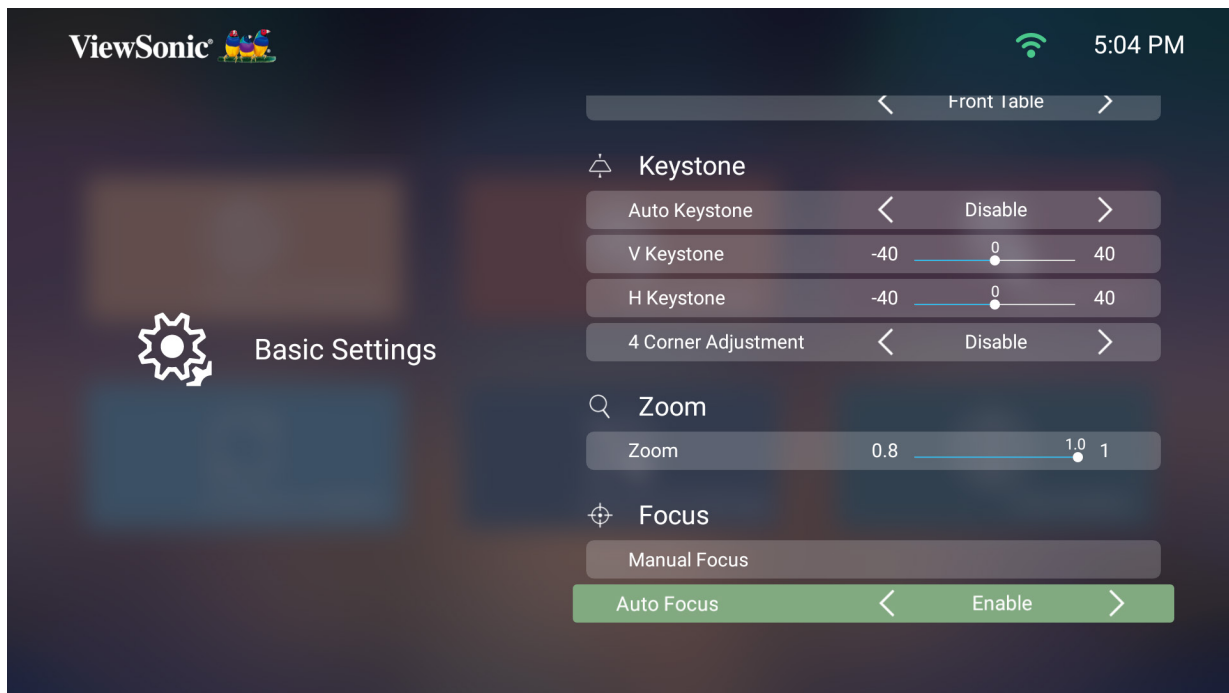 ViewSonic
5:04 PM
Front Table
Keystone
Auto Keystone Disable
V Keystone -40 0 40
H Keystone -40 0 40
4 Corner Adjustment Disable
Basic Settings
Zoom
Zoom 0.8 1.0 1
Focus
Manual Focus
Auto Focus Enable